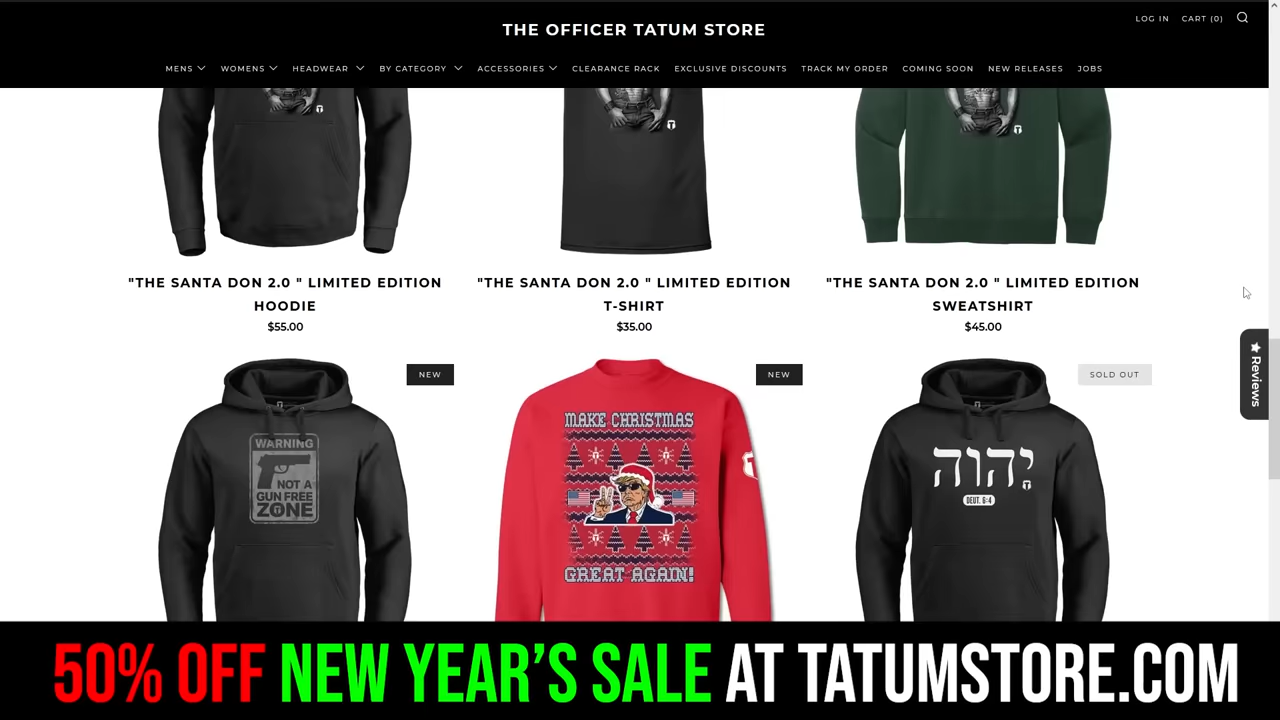 THE OFFICER TATUM STORE
LOG IN CART (0)
MENS WOMENS HEADWEAR BY CATEGORY ACCESSORIES CLEARANCE RACK EXCLUSIVE DISCOUNTS TRACK MY ORDER COMING SOON NEW RELEASES JOBS
"THE SANTA DON 2.0 " LIMITED EDITION
HOODIE
$55.00
"THE SANTA DON 2.0 " LIMITED EDITION
T-SHIRT
$35.00
"THE SANTA DON 2.0 " LIMITED EDITION
SWEATSHIRT
$45.00
Reviews
NEW
WARNING
NOT A
GUN FREE
ZONE
NEW
MAKE CHRISTMAS
GREAT AGAIN!
SOLD OUT
יהוה
DEUT. 6:4
50% OFF NEW YEAR'S SALE AT TATUMSTORE.COM